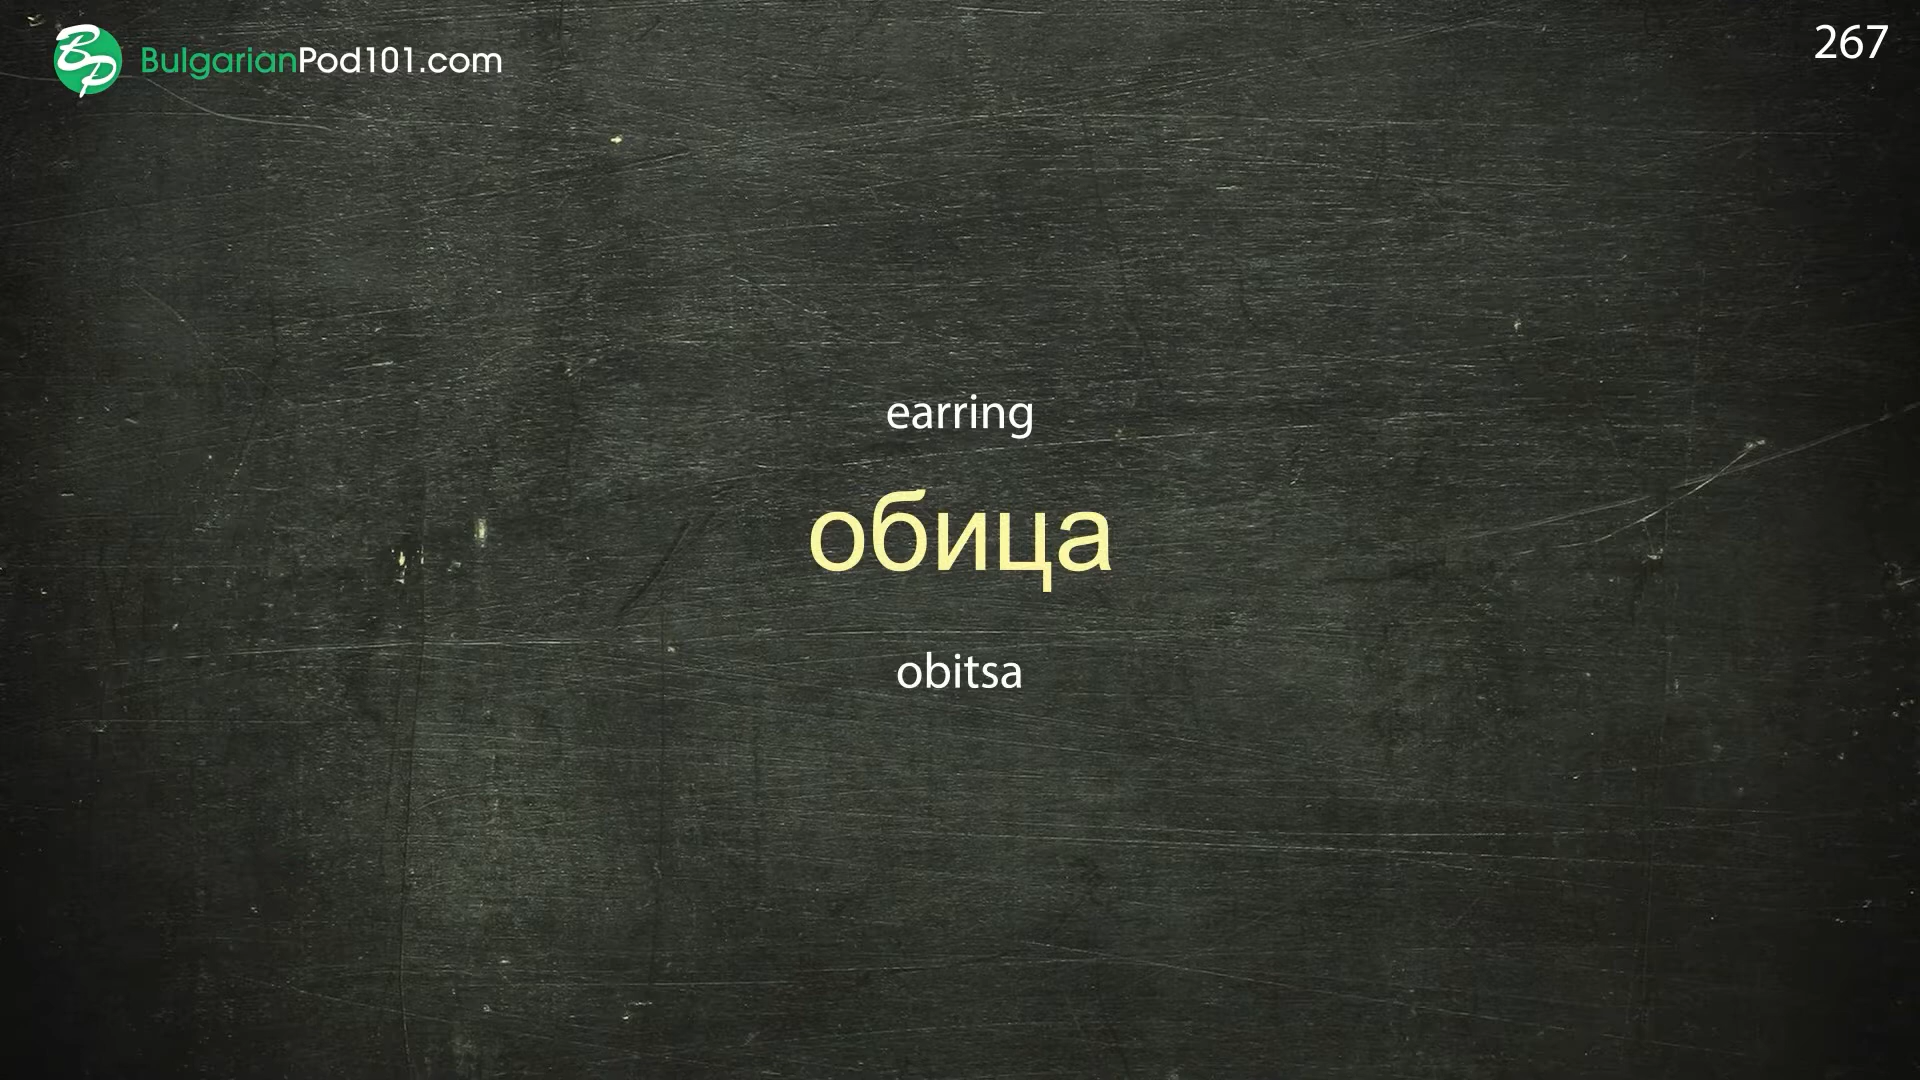 BulgarianPod101.com
267
earring
обица
obitsa